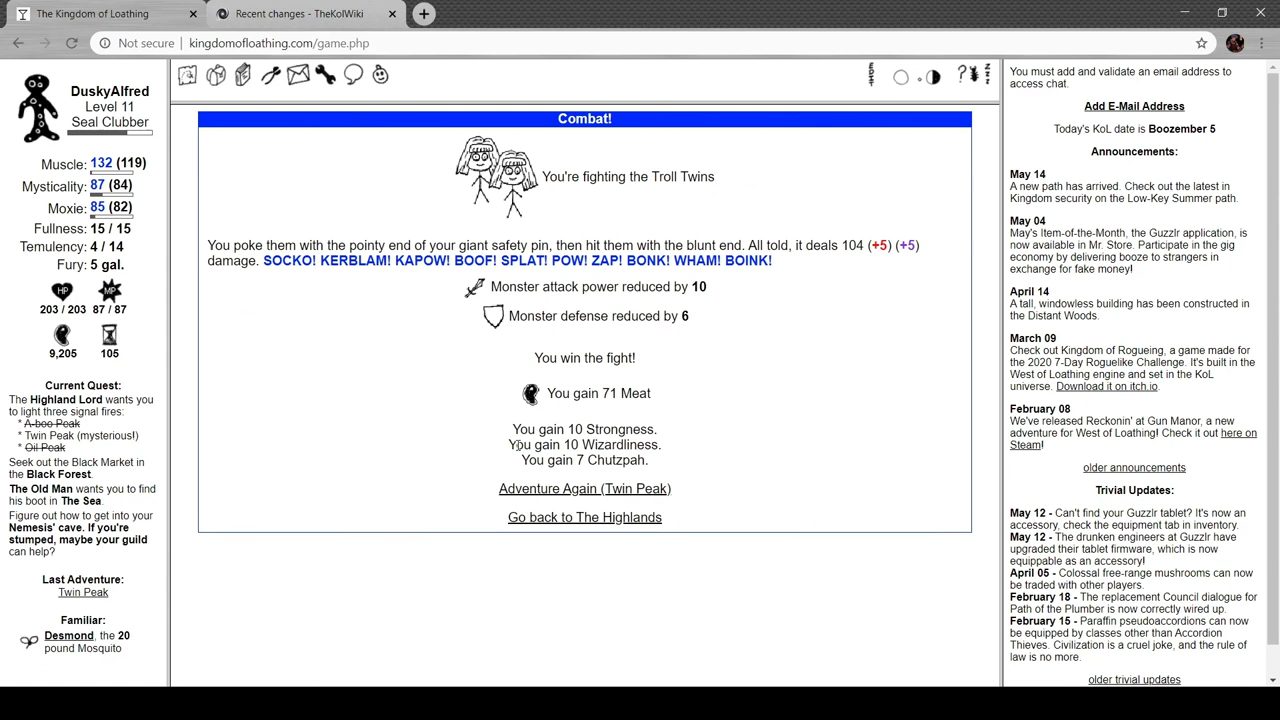 The Kingdom of Loathing
Recent changes - TheKolWiki
Not secure | kingdomofloathing.com/game.php
DuskyAlfred
Level 11
Seal Clubber
Muscle: 132 (119)
Mysticality: 87 (84)
Moxie: 85 (82)
Fullness: 15 / 15
Temulency: 4 / 14
Fury: 5 gal.
HP MP
203 / 203 87 / 87
9,205 105
Current Quest:
The Highland Lord wants you
to light three signal fires:
* A-boo Peak
* Twin Peak (mysterious!)
* Oil Peak
Seek out the Black Market in
the Black Forest.
The Old Man wants you to find
his boot in The Sea.
Figure out how to get into your
Nemesis' cave. If you're
stumped, maybe your guild
can help?
Last Adventure:
Twin Peak
Familiar:
Desmond, the 20
pound Mosquito
Combat!
You're fighting the Troll Twins
You poke them with the pointy end of your giant safety pin, then hit them with the blunt end. All told, it deals 104 (+5) (+5)
damage. SOCKO! KERBLAM! KAPOW! BOOF! SPLAT! POW! ZAP! BONK! WHAM! BOINK!
Monster attack power reduced by 10
Monster defense reduced by 6
You win the fight!
You gain 71 Meat
You gain 10 Strongness.
You gain 10 Wizardliness.
You gain 7 Chutzpah.
Adventure Again (Twin Peak)
Go back to The Highlands
You must add and validate an email address to
access chat.
Add E-Mail Address
Today's KoL date is Boozember 5
Announcements:
May 14
A new path has arrived. Check out the latest in
Kingdom security on the Low-Key Summer path.
May 04
May's Item-of-the-Month, the Guzzlr application, is
now available in Mr. Store. Participate in the gig
economy by delivering booze to strangers in
exchange for fake money!
April 14
A tall, windowless building has been constructed in
the Distant Woods.
March 09
Check out Kingdom of Rogueing, a game made for
the 2020 7-Day Roguelike Challenge. It's built in the
West of Loathing engine and set in the KoL
universe. Download it on itch.io.
February 08
We've released Reckonin' at Gun Manor, a new
adventure for West of Loathing! Check it out here on
Steam!
older announcements
Trivial Updates:
May 12 - Can't find your Guzzlr tablet? It's now an
accessory, check the equipment tab in inventory.
May 12 - The drunken engineers at Guzzlr have
upgraded their tablet firmware, which is now
equippable as an accessory!
April 05 - Colossal free-range mushrooms can now
be traded with other players.
February 18 - The replacement Council dialogue for
Path of the Plumber is now correctly wired up.
February 15 - Paraffin pseudoaccordions can now
be equipped by classes other than Accordion
Thieves. Civilization is a cruel joke, and the rule of
law is no more.
older trivial updates